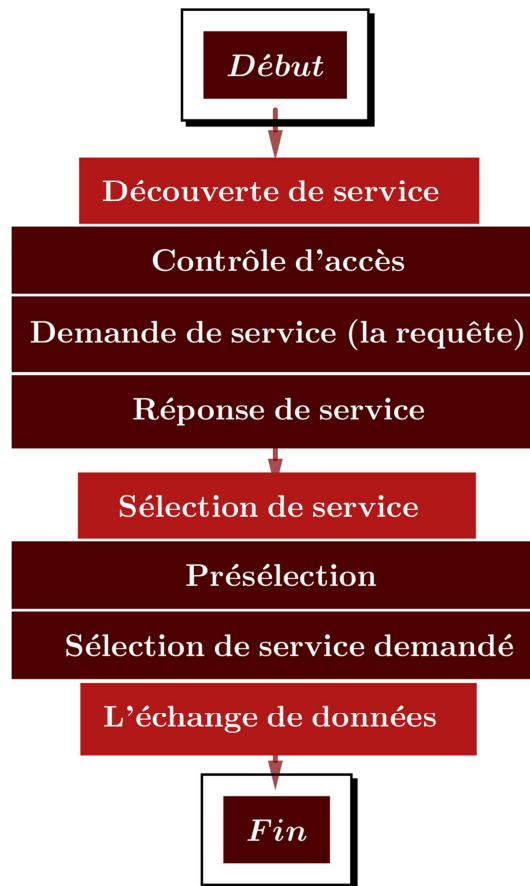 Début
Découverte de service
Contrôle d'accès
Demande de service (la requête)
Réponse de service
Sélection de service
Présélection
Sélection de service demandé
L'échange de données
Fin